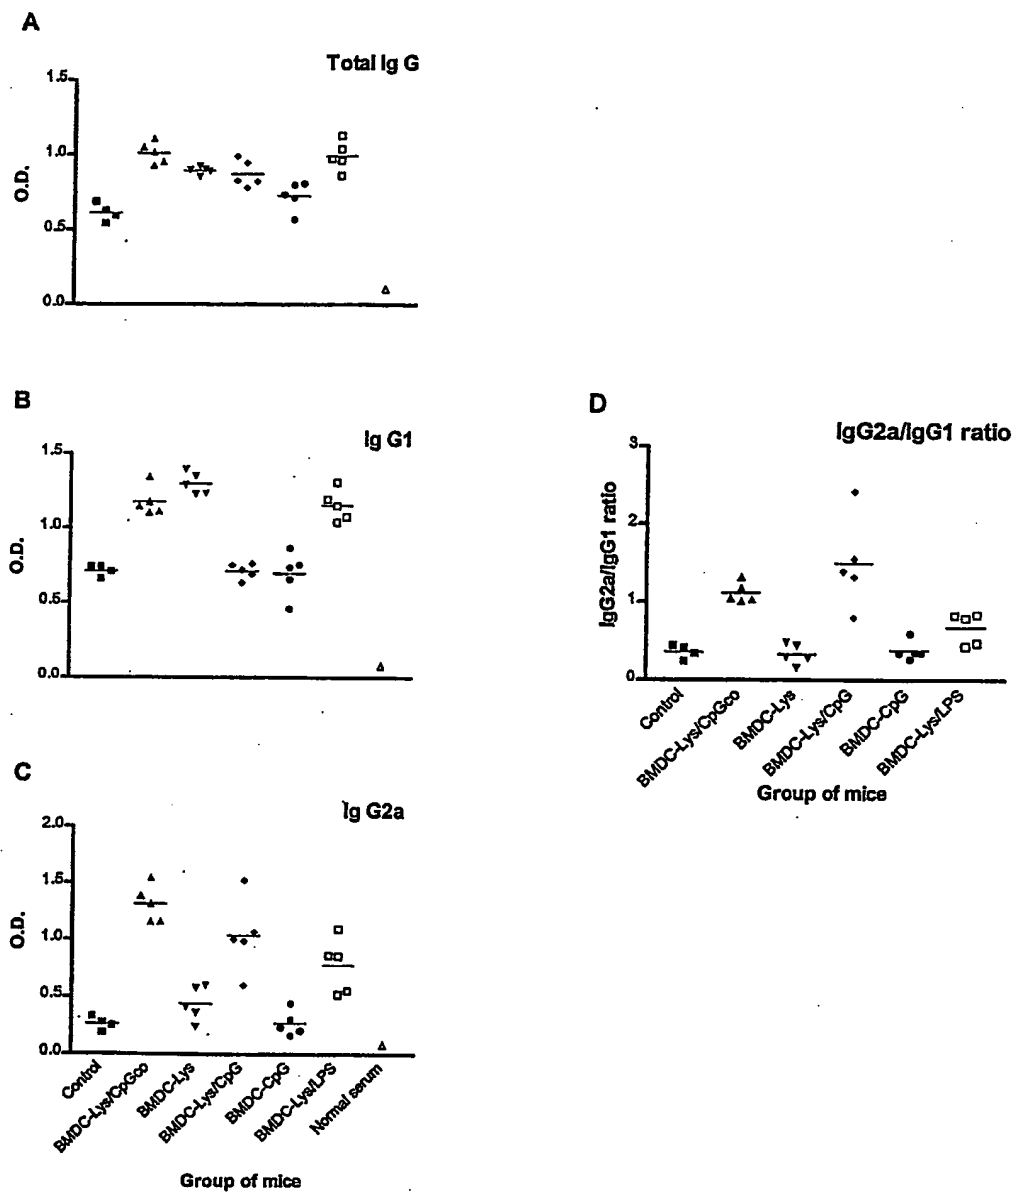 A
Total Ig G
1.5
1.0
0.5
0.0
O.D.
B
Ig G1
1.5
1.0
0.5
0.0
O.D.
C
Ig G2a
2.0
1.5
1.0
0.5
0.0
O.D.
Control
BMDC-Lys/CpGco
BMDC-Lys
BMDC-Lys/CpG
BMDC-CpG
BMDC-Lys/LPS
Normal serum
Group of mice
D
IgG2a/IgG1 ratio
3
2
1
0
IgG2a/IgG1 ratio
Control
BMDC-Lys/CpGco
BMDC-Lys
BMDC-Lys/CpG
BMDC-CpG
BMDC-Lys/LPS
Group of mice